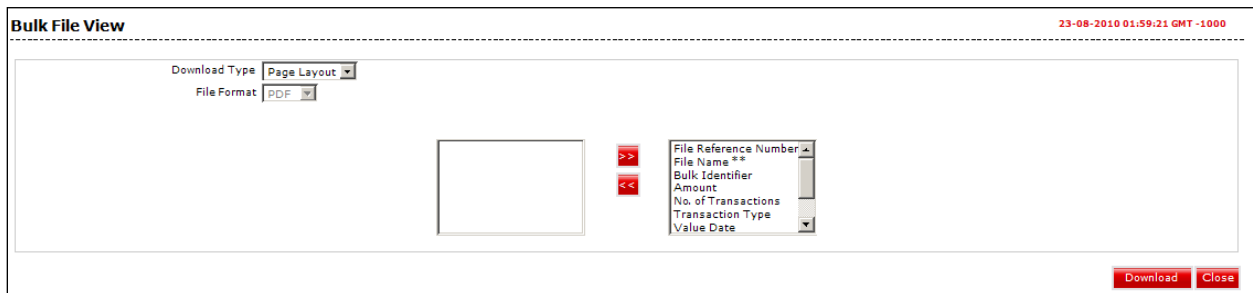 Bulk File View
23-08-2010 01:59:21 GMT -1000
Download Type Page Layout
File Format PDF
>>
<<
File Reference Number
File Name **
Bulk Identifier
Amount
No. of Transactions
Transaction Type
Value Date
Download Close